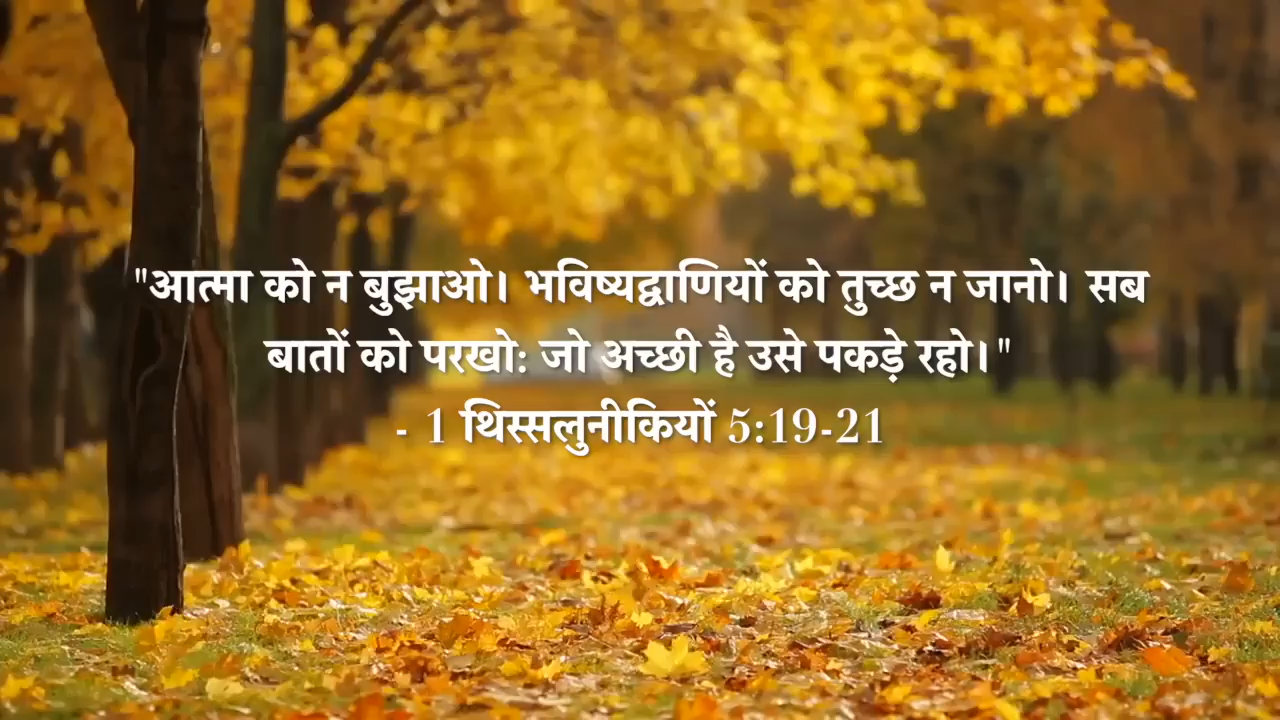 "आत्मा को न बुझाओ। भविष्यद्वाणियों को तुच्छ न जानो। सब
बातों को परखो: जो अच्छी है उसे पकड़े रहो।"
- 1 थिस्सलुनीकियों 5:19-21